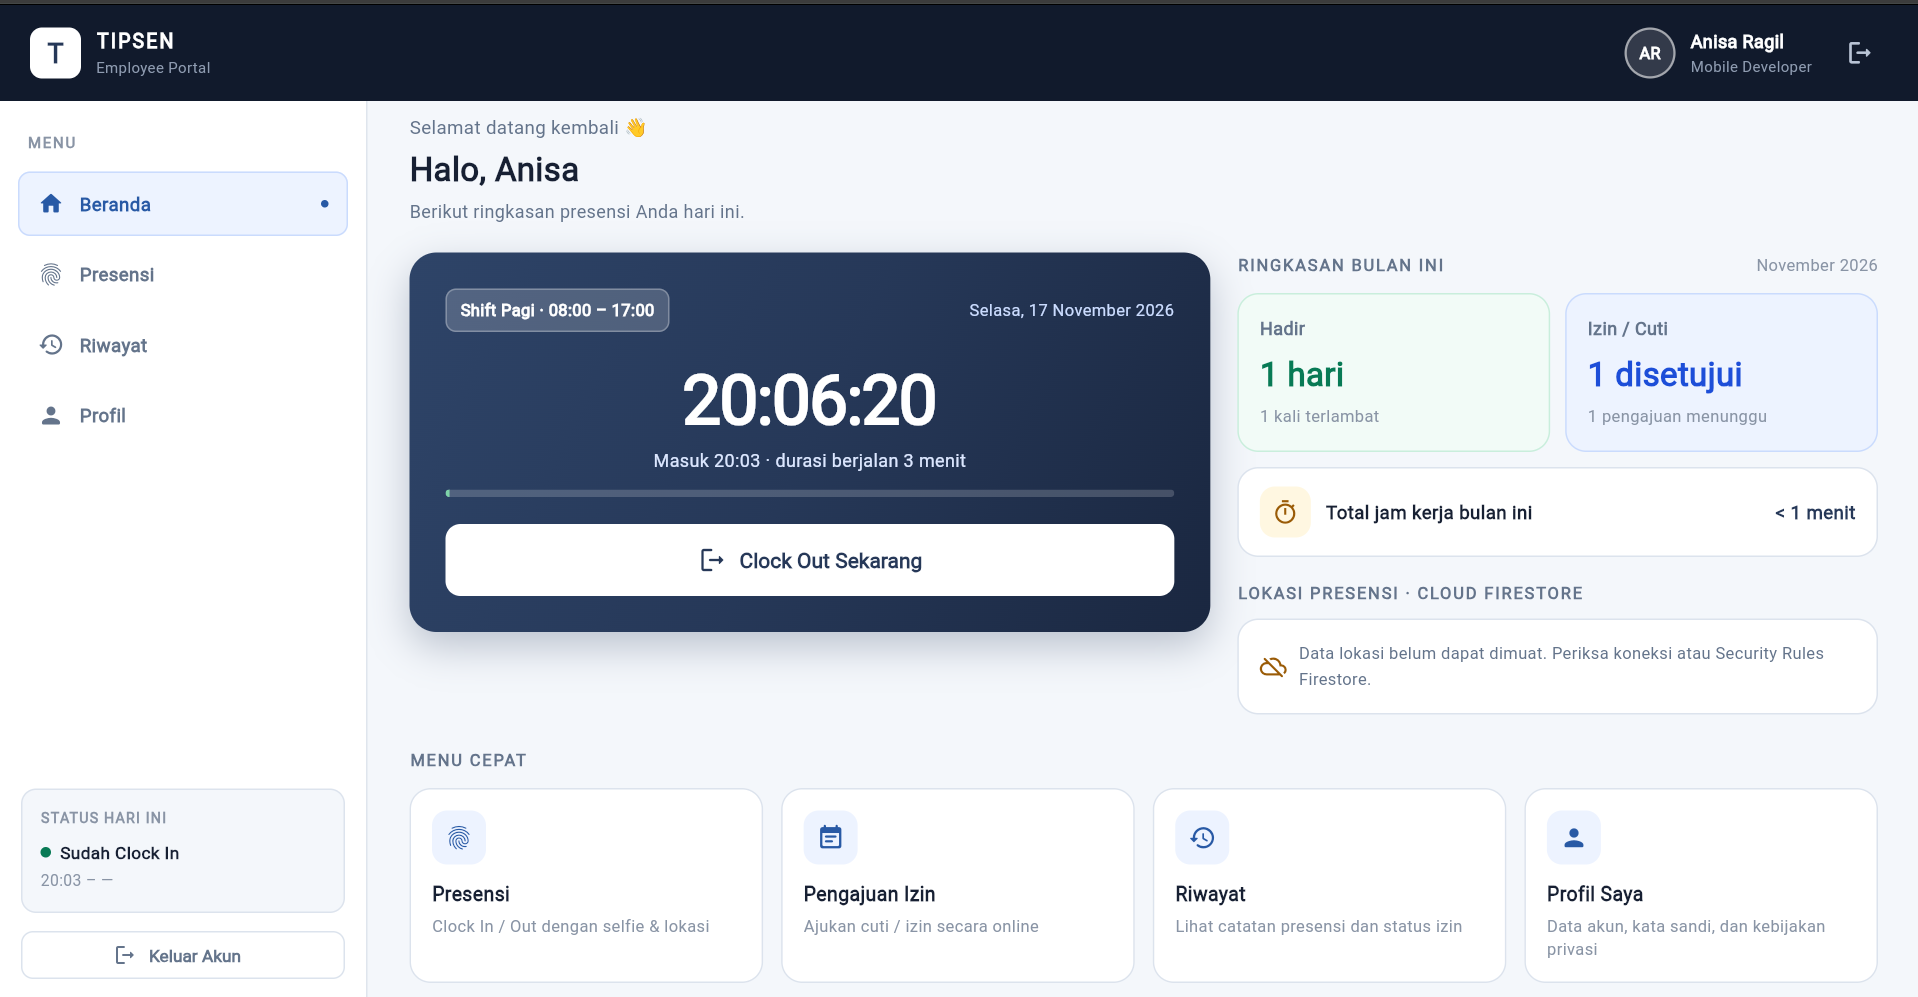 T
TIPSEN
Employee Portal
AR
Anisa Ragil
Mobile Developer
MENU
Beranda
Presensi
Riwayat
Profil
STATUS HARI INI
Sudah Clock In
20:03 – —
Keluar Akun
Selamat datang kembali 👋
Halo, Anisa
Berikut ringkasan presensi Anda hari ini.
Shift Pagi · 08:00 – 17:00
Selasa, 17 November 2026
20:06:20
Masuk 20:03 · durasi berjalan 3 menit
Clock Out Sekarang
RINGKASAN BULAN INI
November 2026
Hadir
1 hari
1 kali terlambat
Izin / Cuti
1 disetujui
1 pengajuan menunggu
Total jam kerja bulan ini
< 1 menit
LOKASI PRESENSI · CLOUD FIRESTORE
Data lokasi belum dapat dimuat. Periksa koneksi atau Security Rules
Firestore.
MENU CEPAT
Presensi
Clock In / Out dengan selfie & lokasi
Pengajuan Izin
Ajukan cuti / izin secara online
Riwayat
Lihat catatan presensi dan status izin
Profil Saya
Data akun, kata sandi, dan kebijakan
privasi